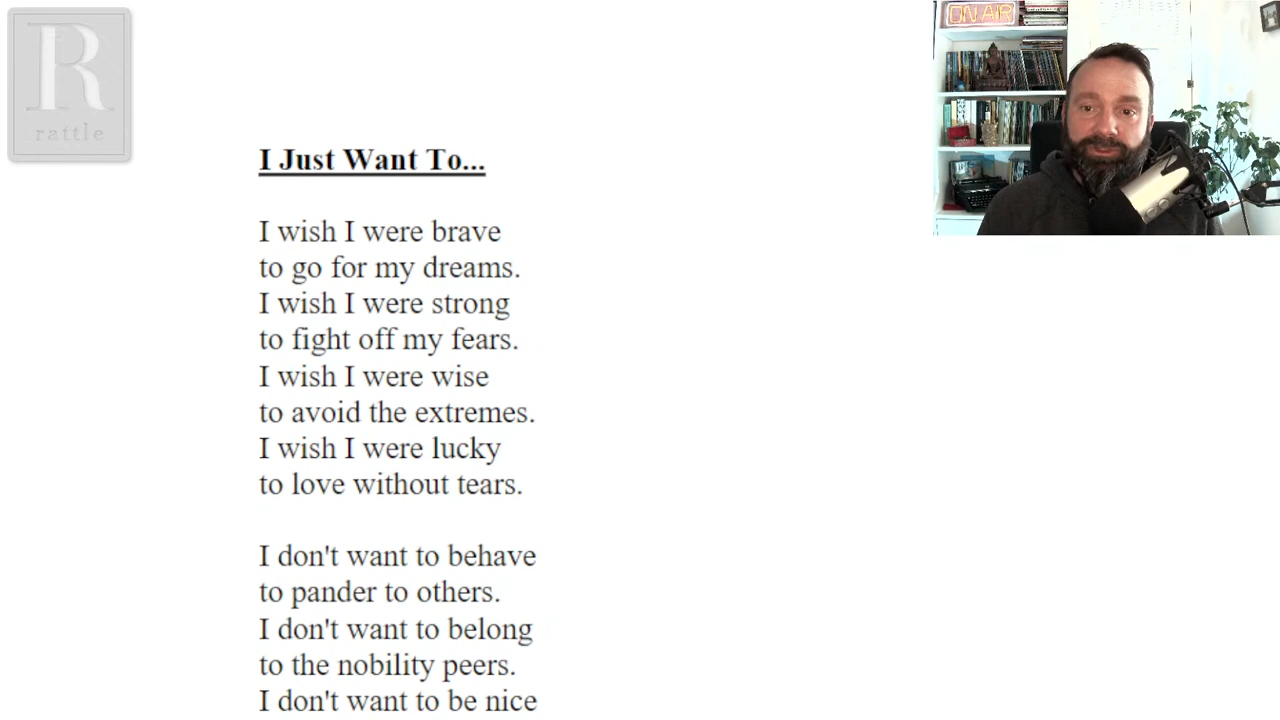 R
rattle
ON AIR
I Just Want To...
I wish I were brave
to go for my dreams.
I wish I were strong
to fight off my fears.
I wish I were wise
to avoid the extremes.
I wish I were lucky
to love without tears.
I don't want to behave
to pander to others.
I don't want to belong
to the nobility peers.
I don't want to be nice